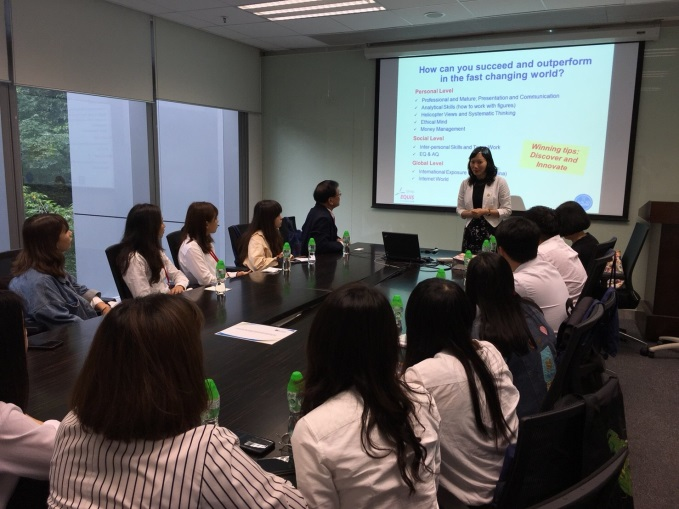 How can you succeed and outperform
in the fast changing world?
Personal Level
✓ Professional and Mature; Presentation and Communication
✓ Analytical Skills (how to work with figures)
✓ Helicopter Views and Systematic Thinking
✓ Ethical Mind
✓ Money Management
Social Level
✓ Inter-personal Skills and Work
✓ EQ & AQ
Global Level
✓ International Exposure
✓ Internet World
Winning tips:
Discover and
Innovate